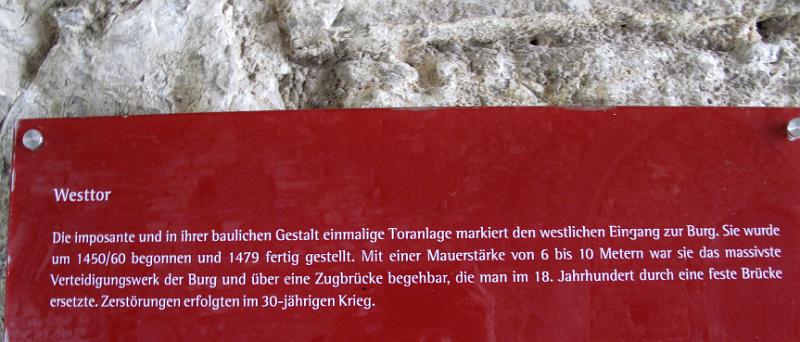 Westtor
Die imposante und in ihrer baulichen Gestalt einmalige Toranlage markiert den westlichen Eingang zur Burg. Sie wurde
um 1450/60 begonnen und 1479 fertig gestellt. Mit einer Mauerstärke von 6 bis 10 Metern war sie das massivste
Verteidigungswerk der Burg und über eine Zugbrücke begehbar, die man im 18. Jahrhundert durch eine feste Brücke
ersetzte. Zerstörungen erfolgten im 30-jährigen Krieg.